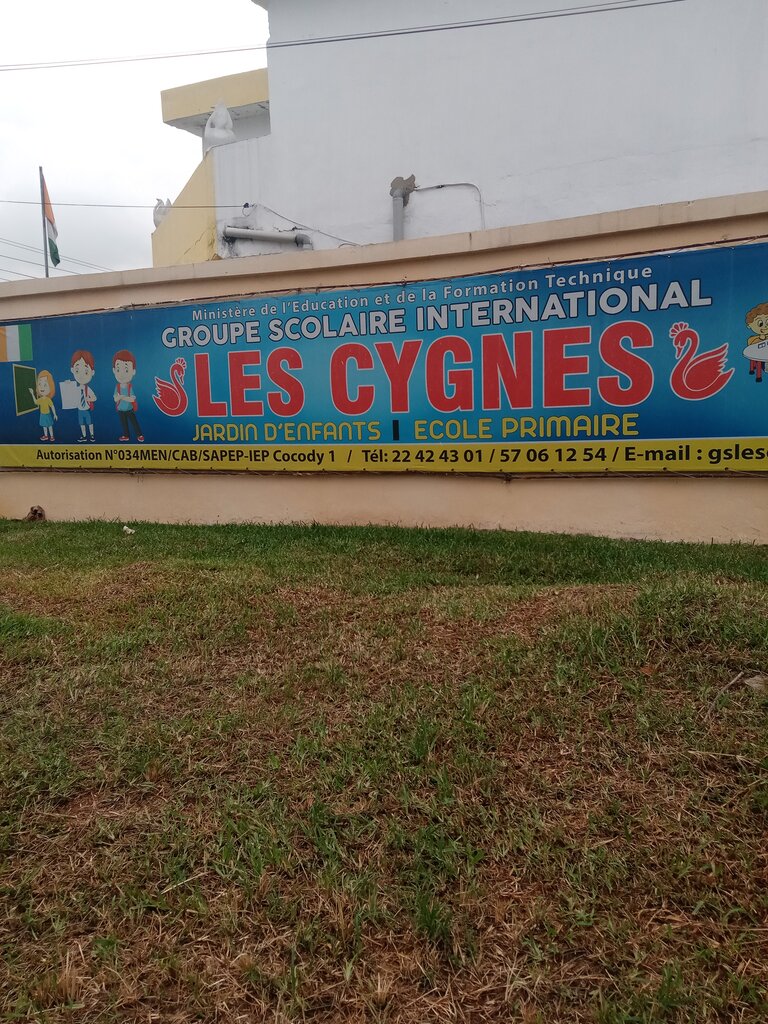 Ministère de l'Education et de la Formation Technique
GROUPE SCOLAIRE INTERNATIONAL
LES CYGNES
JARDIN D'ENFANTS | ECOLE PRIMAIRE
Autorisation N°034MEN/CAB/SAPEP-IEP Cocody 1 / Tél: 22 42 43 01 / 57 06 12 54 / E-mail : gsles